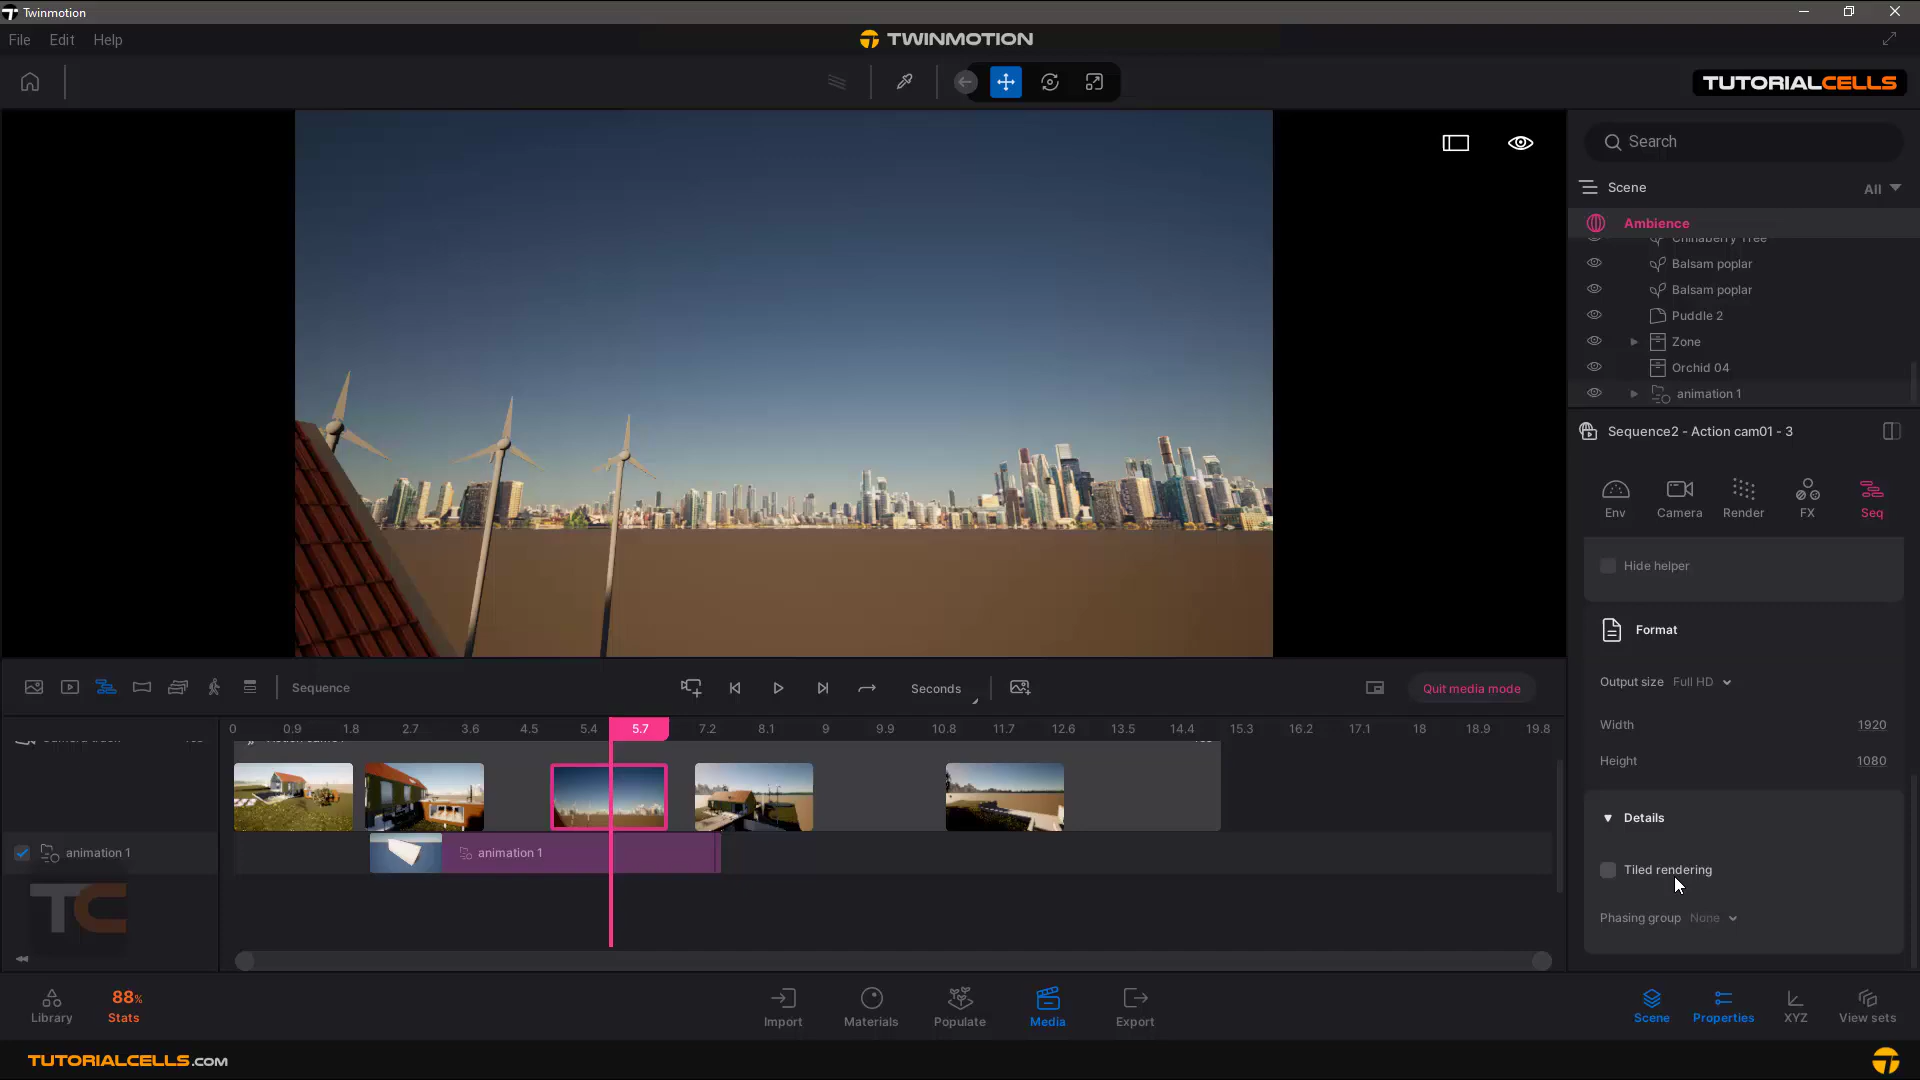 Twinmotion
File Edit Help
TWINMOTION
TUTORIALCELLS
Search
Scene All
Ambience
Chinaberry Tree
Balsam poplar
Balsam poplar
Puddle 2
Zone
Orchid 04
animation 1
Sequence2 - Action cam01 - 3
Env Camera Render FX Seq
Hide helper
Format
Output size Full HD
Width 1920
Height 1080
Details
Tiled rendering
Phasing group None
Sequence
Seconds
Quit media mode
0 0.9 1.8 2.7 3.6 4.5 5.4 5.7 7.2 8.1 9 9.9 10.8 11.7 12.6 13.5 14.4 15.3 16.2 17.1 18 18.9 19.8
animation 1 animation 1
TC
Library 88% Stats Import Materials Populate Media Export Scene Properties XYZ View sets
TUTORIALCELLS.COM